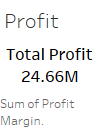 Profit
Total Profit
24.66M
Sum of Profit
Margin.